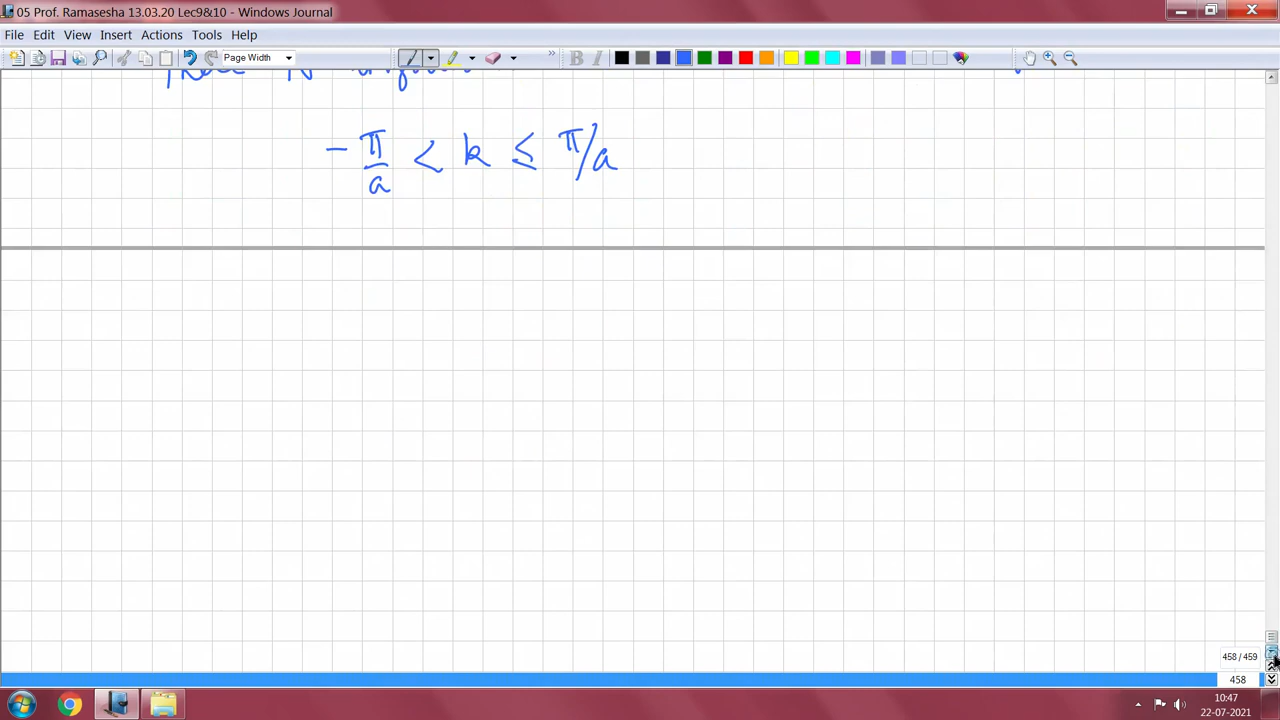 05 Prof. Ramasesha 13.03.20 Lec9&10 - Windows Journal
File Edit View Insert Actions Tools Help
Page Width
B I
- π/a < k ≤ π/a
458 / 459
458
10:47
22-07-2021